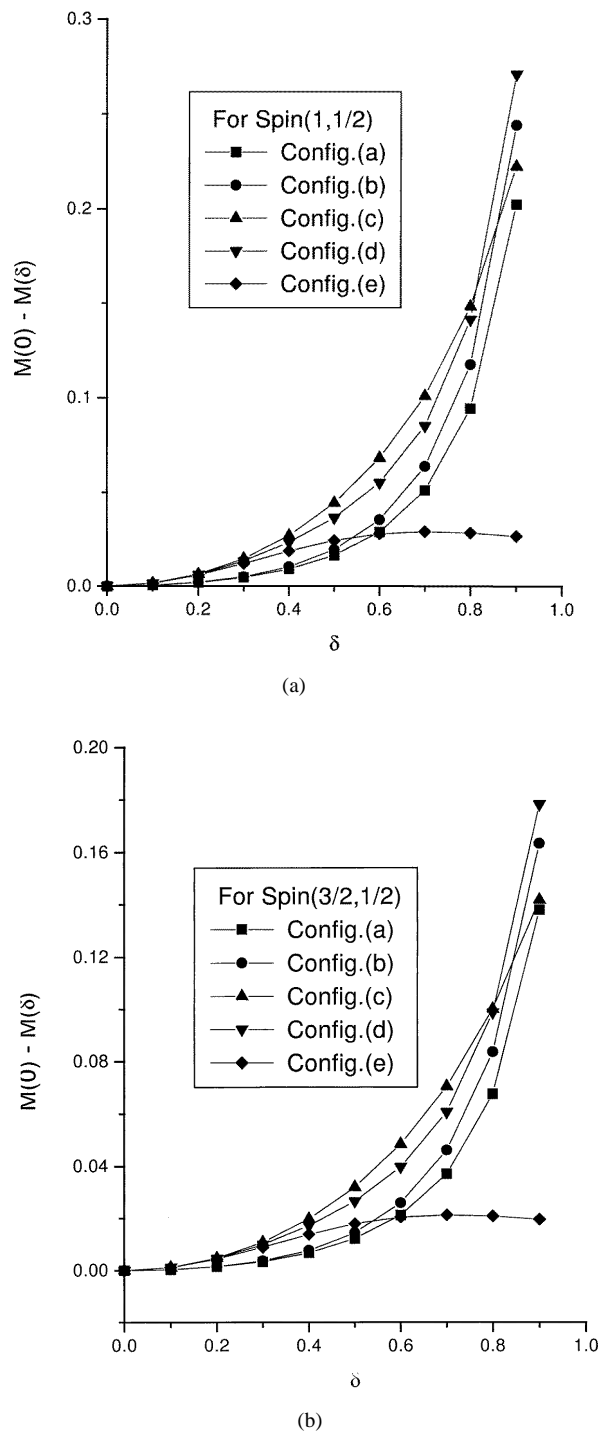 0.3
0.2
0.1
0.0
M(0) - M(δ)
For Spin(1,1/2)
Config.(a)
Config.(b)
Config.(c)
Config.(d)
Config.(e)
0.0 0.2 0.4 0.6 0.8 1.0
δ
(a)
0.20
0.16
0.12
0.08
0.04
0.00
M(0) - M(δ)
For Spin(3/2,1/2)
Config.(a)
Config.(b)
Config.(c)
Config.(d)
Config.(e)
0.0 0.2 0.4 0.6 0.8 1.0
δ
(b)